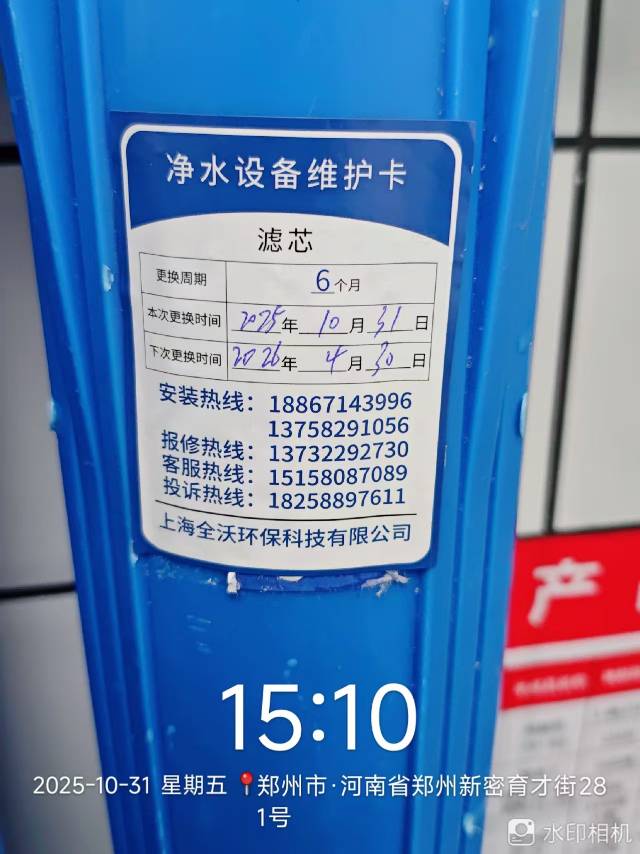 净水设备维护卡
滤芯
更换周期 6个月
本次更换时间 2025年10月31日
下次更换时间 2026年4月30日
安装热线：18867143996
13758291056
报修热线：13732292730
客服热线：15158087089
投诉热线：18258897611
上海全沃环保科技有限公司
产
15:10
2025-10-31 星期五 郑州市·河南省郑州新密育才街28
1号
水印相机